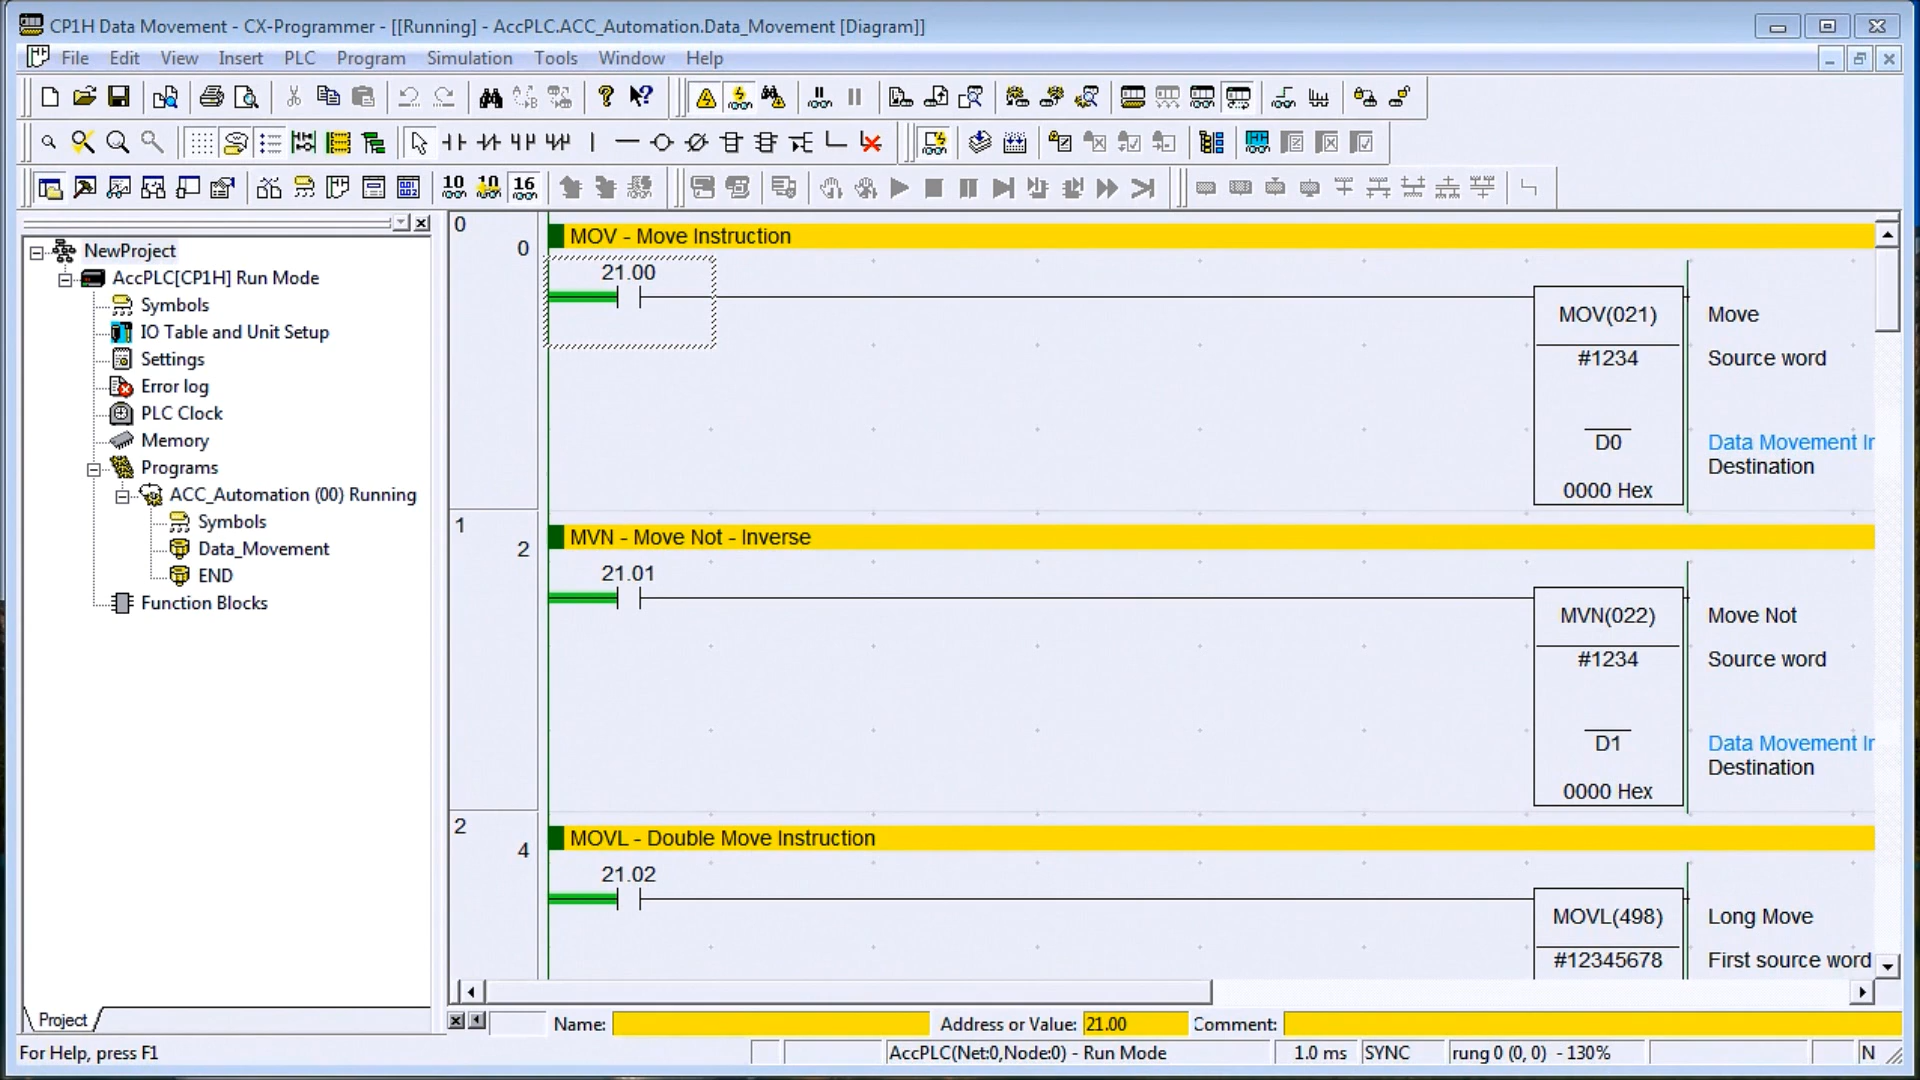 CP1H Data Movement - CX-Programmer - [[Running] - AccPLC.ACC_Automation.Data_Movement [Diagram]]
File Edit View Insert PLC Program Simulation Tools Window Help
10 10 16
NewProject
AccPLC[CP1H] Run Mode
Symbols
IO Table and Unit Setup
Settings
Error log
PLC Clock
Memory
Programs
ACC_Automation (00) Running
Symbols
Data_Movement
END
Function Blocks
Project
0
0
MOV - Move Instruction
21.00
MOV(021) Move
#1234 Source word
D0 Data Movement Ir
Destination
0000 Hex
1
2
MVN - Move Not - Inverse
21.01
MVN(022) Move Not
#1234 Source word
D1 Data Movement Ir
Destination
0000 Hex
2
4
MOVL - Double Move Instruction
21.02
MOVL(498) Long Move
#12345678 First source word
Name: Address or Value: 21.00 Comment:
For Help, press F1 AccPLC(Net:0,Node:0) - Run Mode 1.0 ms SYNC rung 0 (0, 0) - 130% N